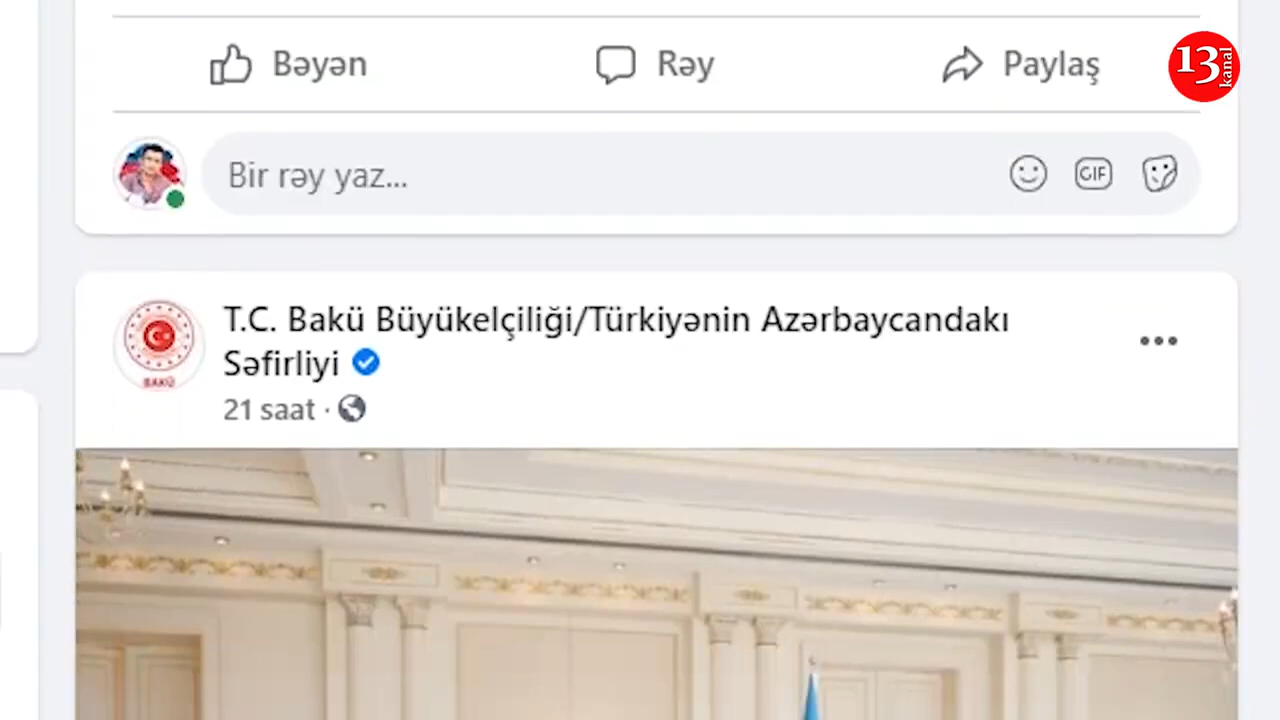 Bəyən
Rəy
Paylaş
13 kanal
Bir rəy yaz...
GIF
T.C. Bakü Büyükelçiliği/Türkiyənin Azərbaycandakı
Səfirliyi
BAKÜ
21 saat ·